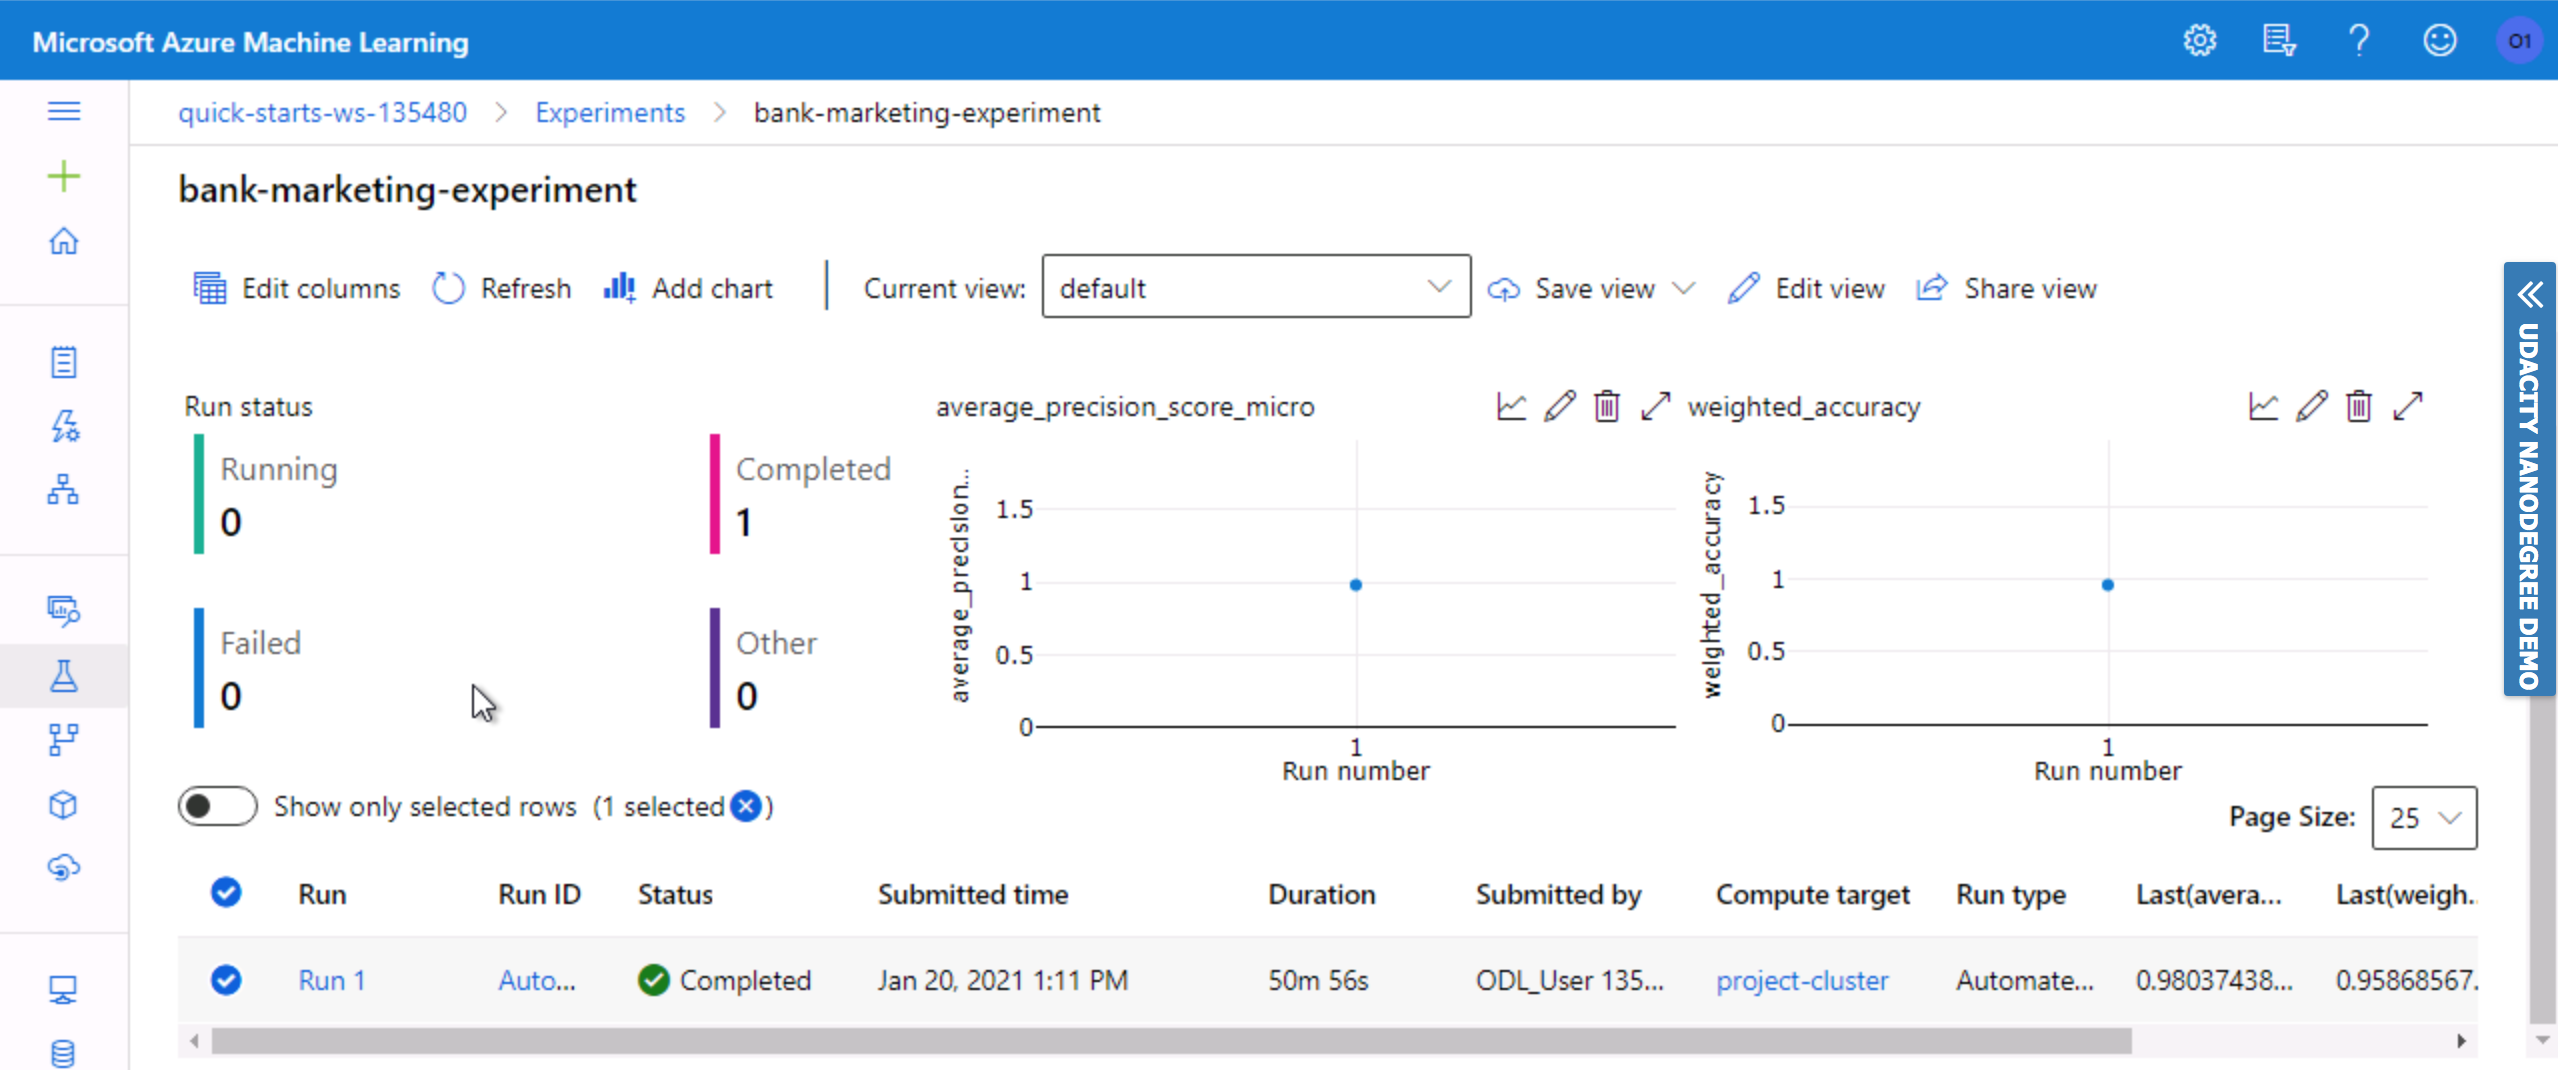 Microsoft Azure Machine Learning
O1
quick-starts-ws-135480 > Experiments > bank-marketing-experiment
bank-marketing-experiment
Edit columns Refresh Add chart Current view: default Save view Edit view Share view
Run status
Running
0
Completed
1
Failed
0
Other
0
average_precision_score_micro
average_precision...
1.5
1
0.5
0
1
Run number
weighted_accuracy
weighted_accuracy
1.5
1
0.5
0
1
Run number
UDACITY NANODEGREE DEMO
Show only selected rows (1 selected )
Page Size: 25
Run Run ID Status Submitted time Duration Submitted by Compute target Run type Last(avera... Last(weigh..
Run 1 Auto... Completed Jan 20, 2021 1:11 PM 50m 56s ODL_User 135... project-cluster Automate... 0.98037438... 0.95868567.